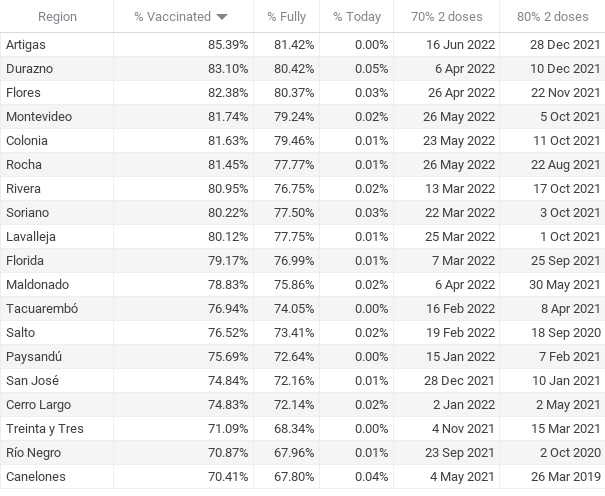 Region % Vaccinated % Fully % Today 70% 2 doses 80% 2 doses
Artigas 85.39% 81.42% 0.00% 16 Jun 2022 28 Dec 2021
Durazno 83.10% 80.42% 0.05% 6 Apr 2022 10 Dec 2021
Flores 82.38% 80.37% 0.03% 26 Apr 2022 22 Nov 2021
Montevideo 81.74% 79.24% 0.02% 26 May 2022 5 Oct 2021
Colonia 81.63% 79.46% 0.01% 23 May 2022 11 Oct 2021
Rocha 81.45% 77.77% 0.01% 26 May 2022 22 Aug 2021
Rivera 80.95% 76.75% 0.02% 13 Mar 2022 17 Oct 2021
Soriano 80.22% 77.50% 0.03% 22 Mar 2022 3 Oct 2021
Lavalleja 80.12% 77.75% 0.01% 25 Mar 2022 1 Oct 2021
Florida 79.17% 76.99% 0.01% 7 Mar 2022 25 Sep 2021
Maldonado 78.83% 75.86% 0.02% 6 Apr 2022 30 May 2021
Tacuarembó 76.94% 74.05% 0.00% 16 Feb 2022 8 Apr 2021
Salto 76.52% 73.41% 0.02% 19 Feb 2022 18 Sep 2020
Paysandú 75.69% 72.64% 0.00% 15 Jan 2022 7 Feb 2021
San José 74.84% 72.16% 0.01% 28 Dec 2021 10 Jan 2021
Cerro Largo 74.83% 72.14% 0.02% 2 Jan 2022 2 May 2021
Treinta y Tres 71.09% 68.34% 0.00% 4 Nov 2021 15 Mar 2021
Río Negro 70.87% 67.96% 0.01% 23 Sep 2021 2 Oct 2020
Canelones 70.41% 67.80% 0.04% 4 May 2021 26 Mar 2019